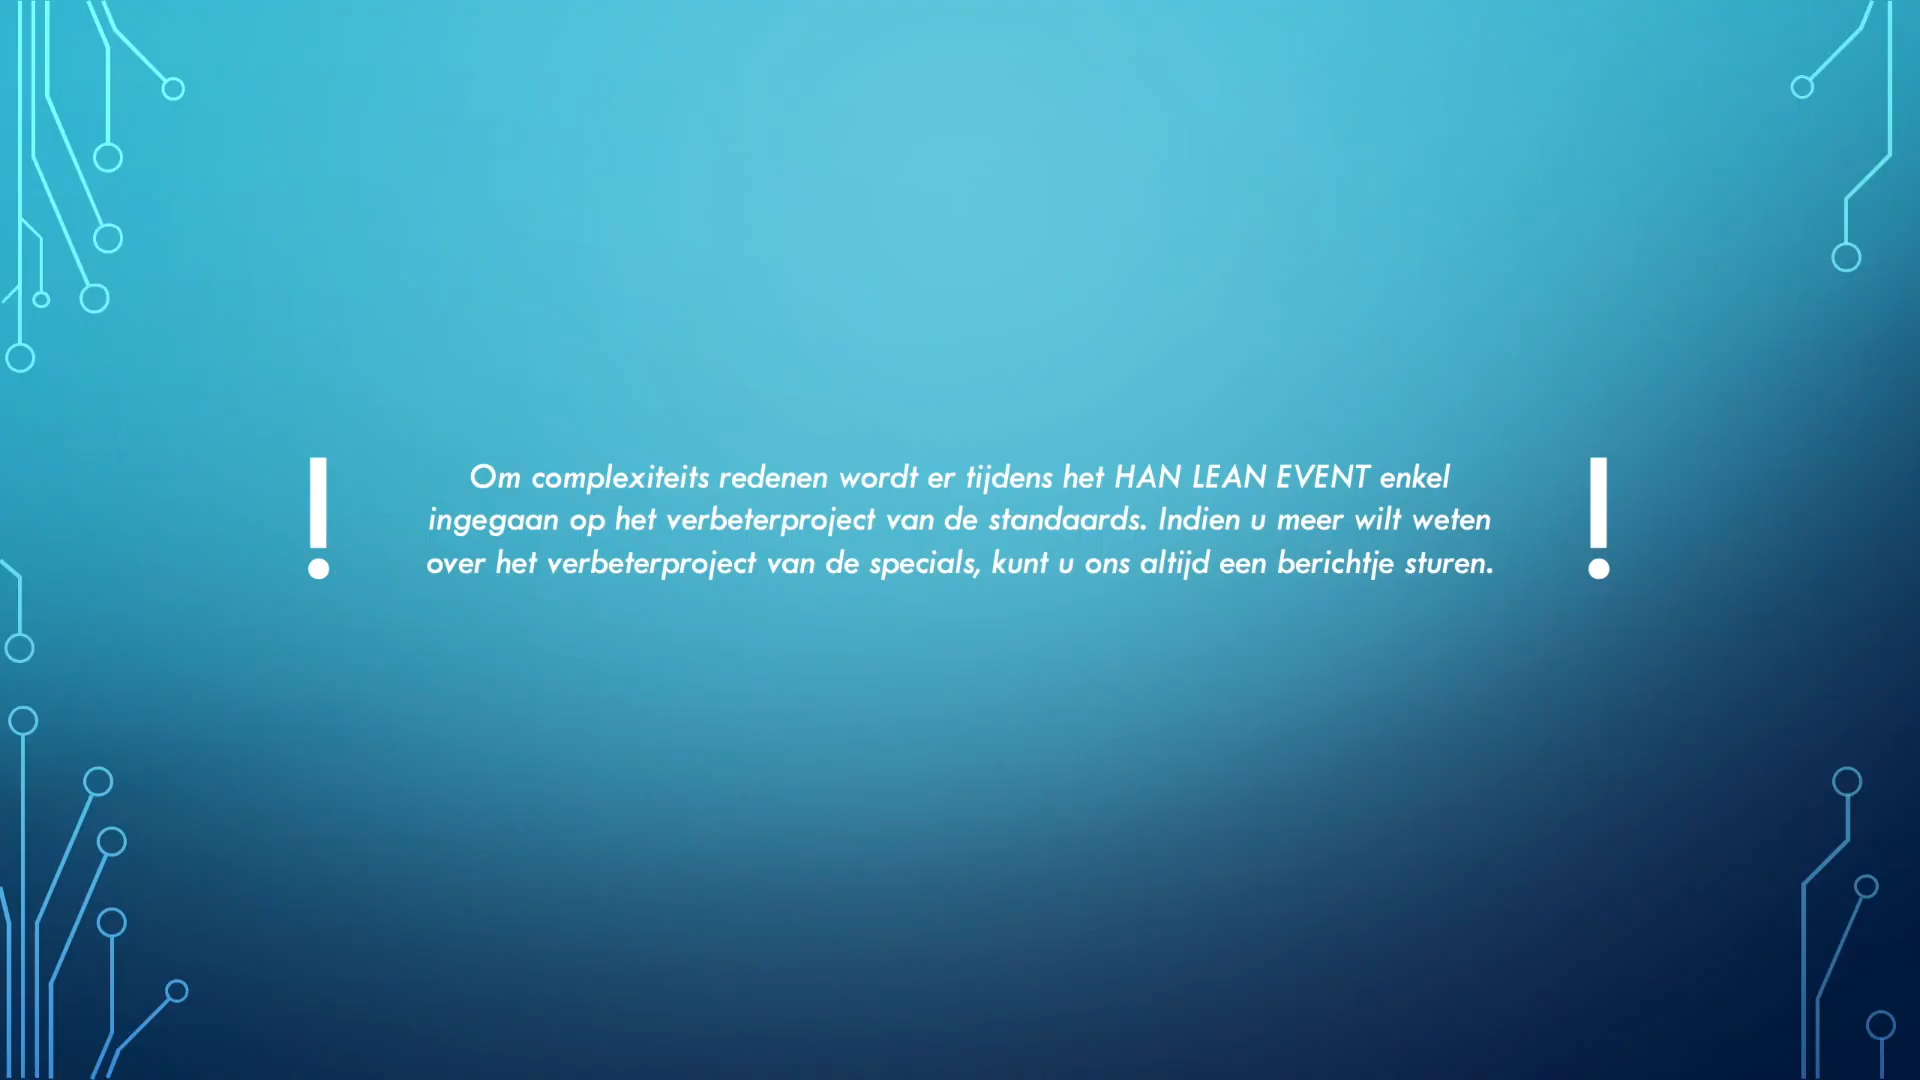 ! Om complexiteits redenen wordt er tijdens het HAN LEAN EVENT enkel !
ingegaan op het verbeterproject van de standaards. Indien u meer wilt weten
over het verbeterproject van de specials, kunt u ons altijd een berichtje sturen.